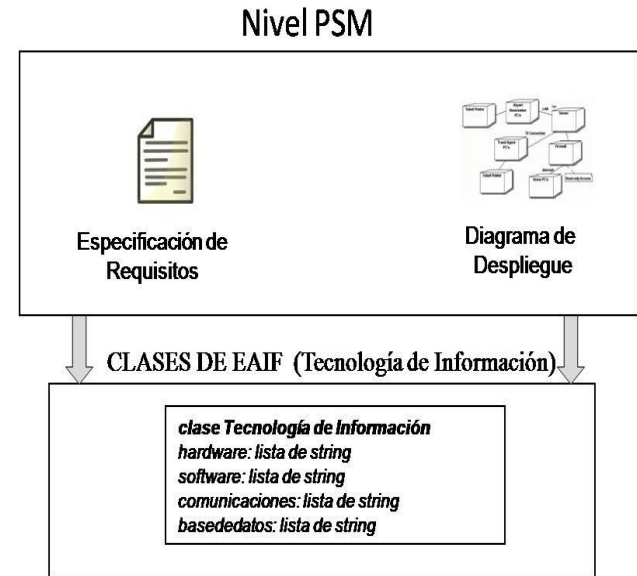 Nivel PSM
Especificación de
Requisitos
Diagrama de
Despliegue
CLASES DE EAIF (Tecnología de Información)
clase Tecnología de Información
hardware: lista de string
software: lista de string
comunicaciones: lista de string
basededatos: lista de string